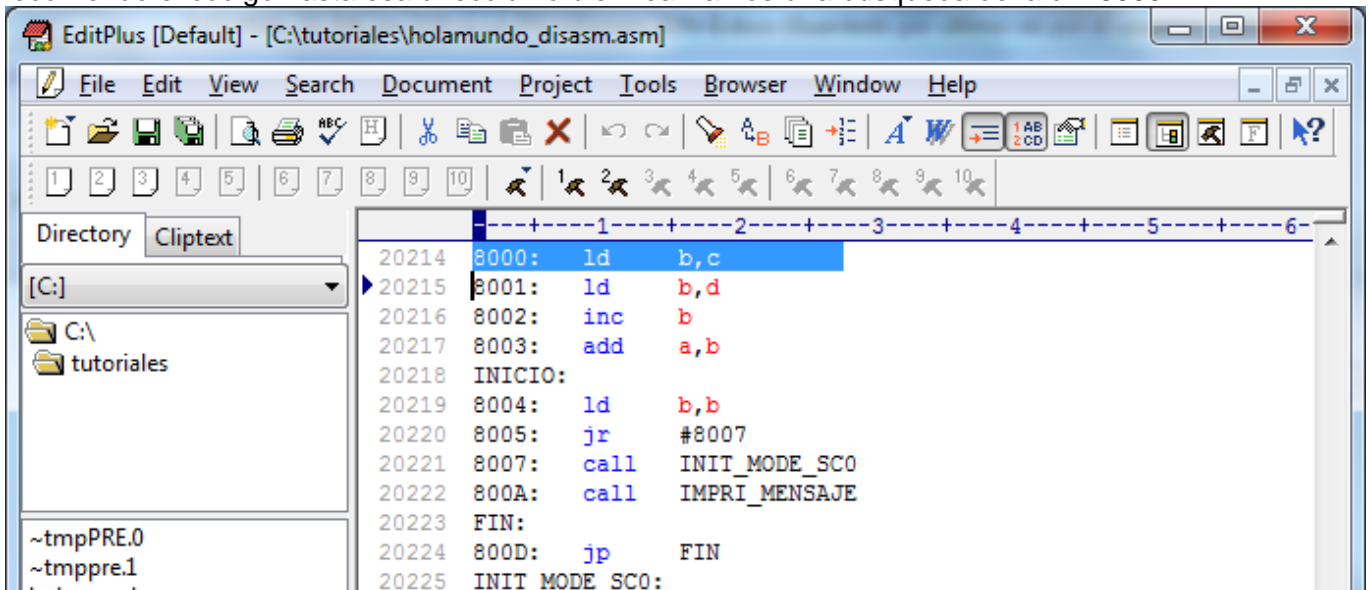 EditPlus [Default] - [C:\tutoriales\holamundo_disasm.asm]
File Edit View Search Document Project Tools Browser Window Help
Directory Cliptext
[C:]
C:\
tutoriales
~tmpPRE.0
~tmppre.1
----+----1----+----2----+----3----+----4----+----5----+----6-
20214 8000: ld b,c
20215 8001: ld b,d
20216 8002: inc b
20217 8003: add a,b
20218 INICIO:
20219 8004: ld b,b
20220 8005: jr #8007
20221 8007: call INIT_MODE_SC0
20222 800A: call IMPRI_MENSAJE
20223 FIN:
20224 800D: jp FIN
20225 INIT_MODE_SC0: